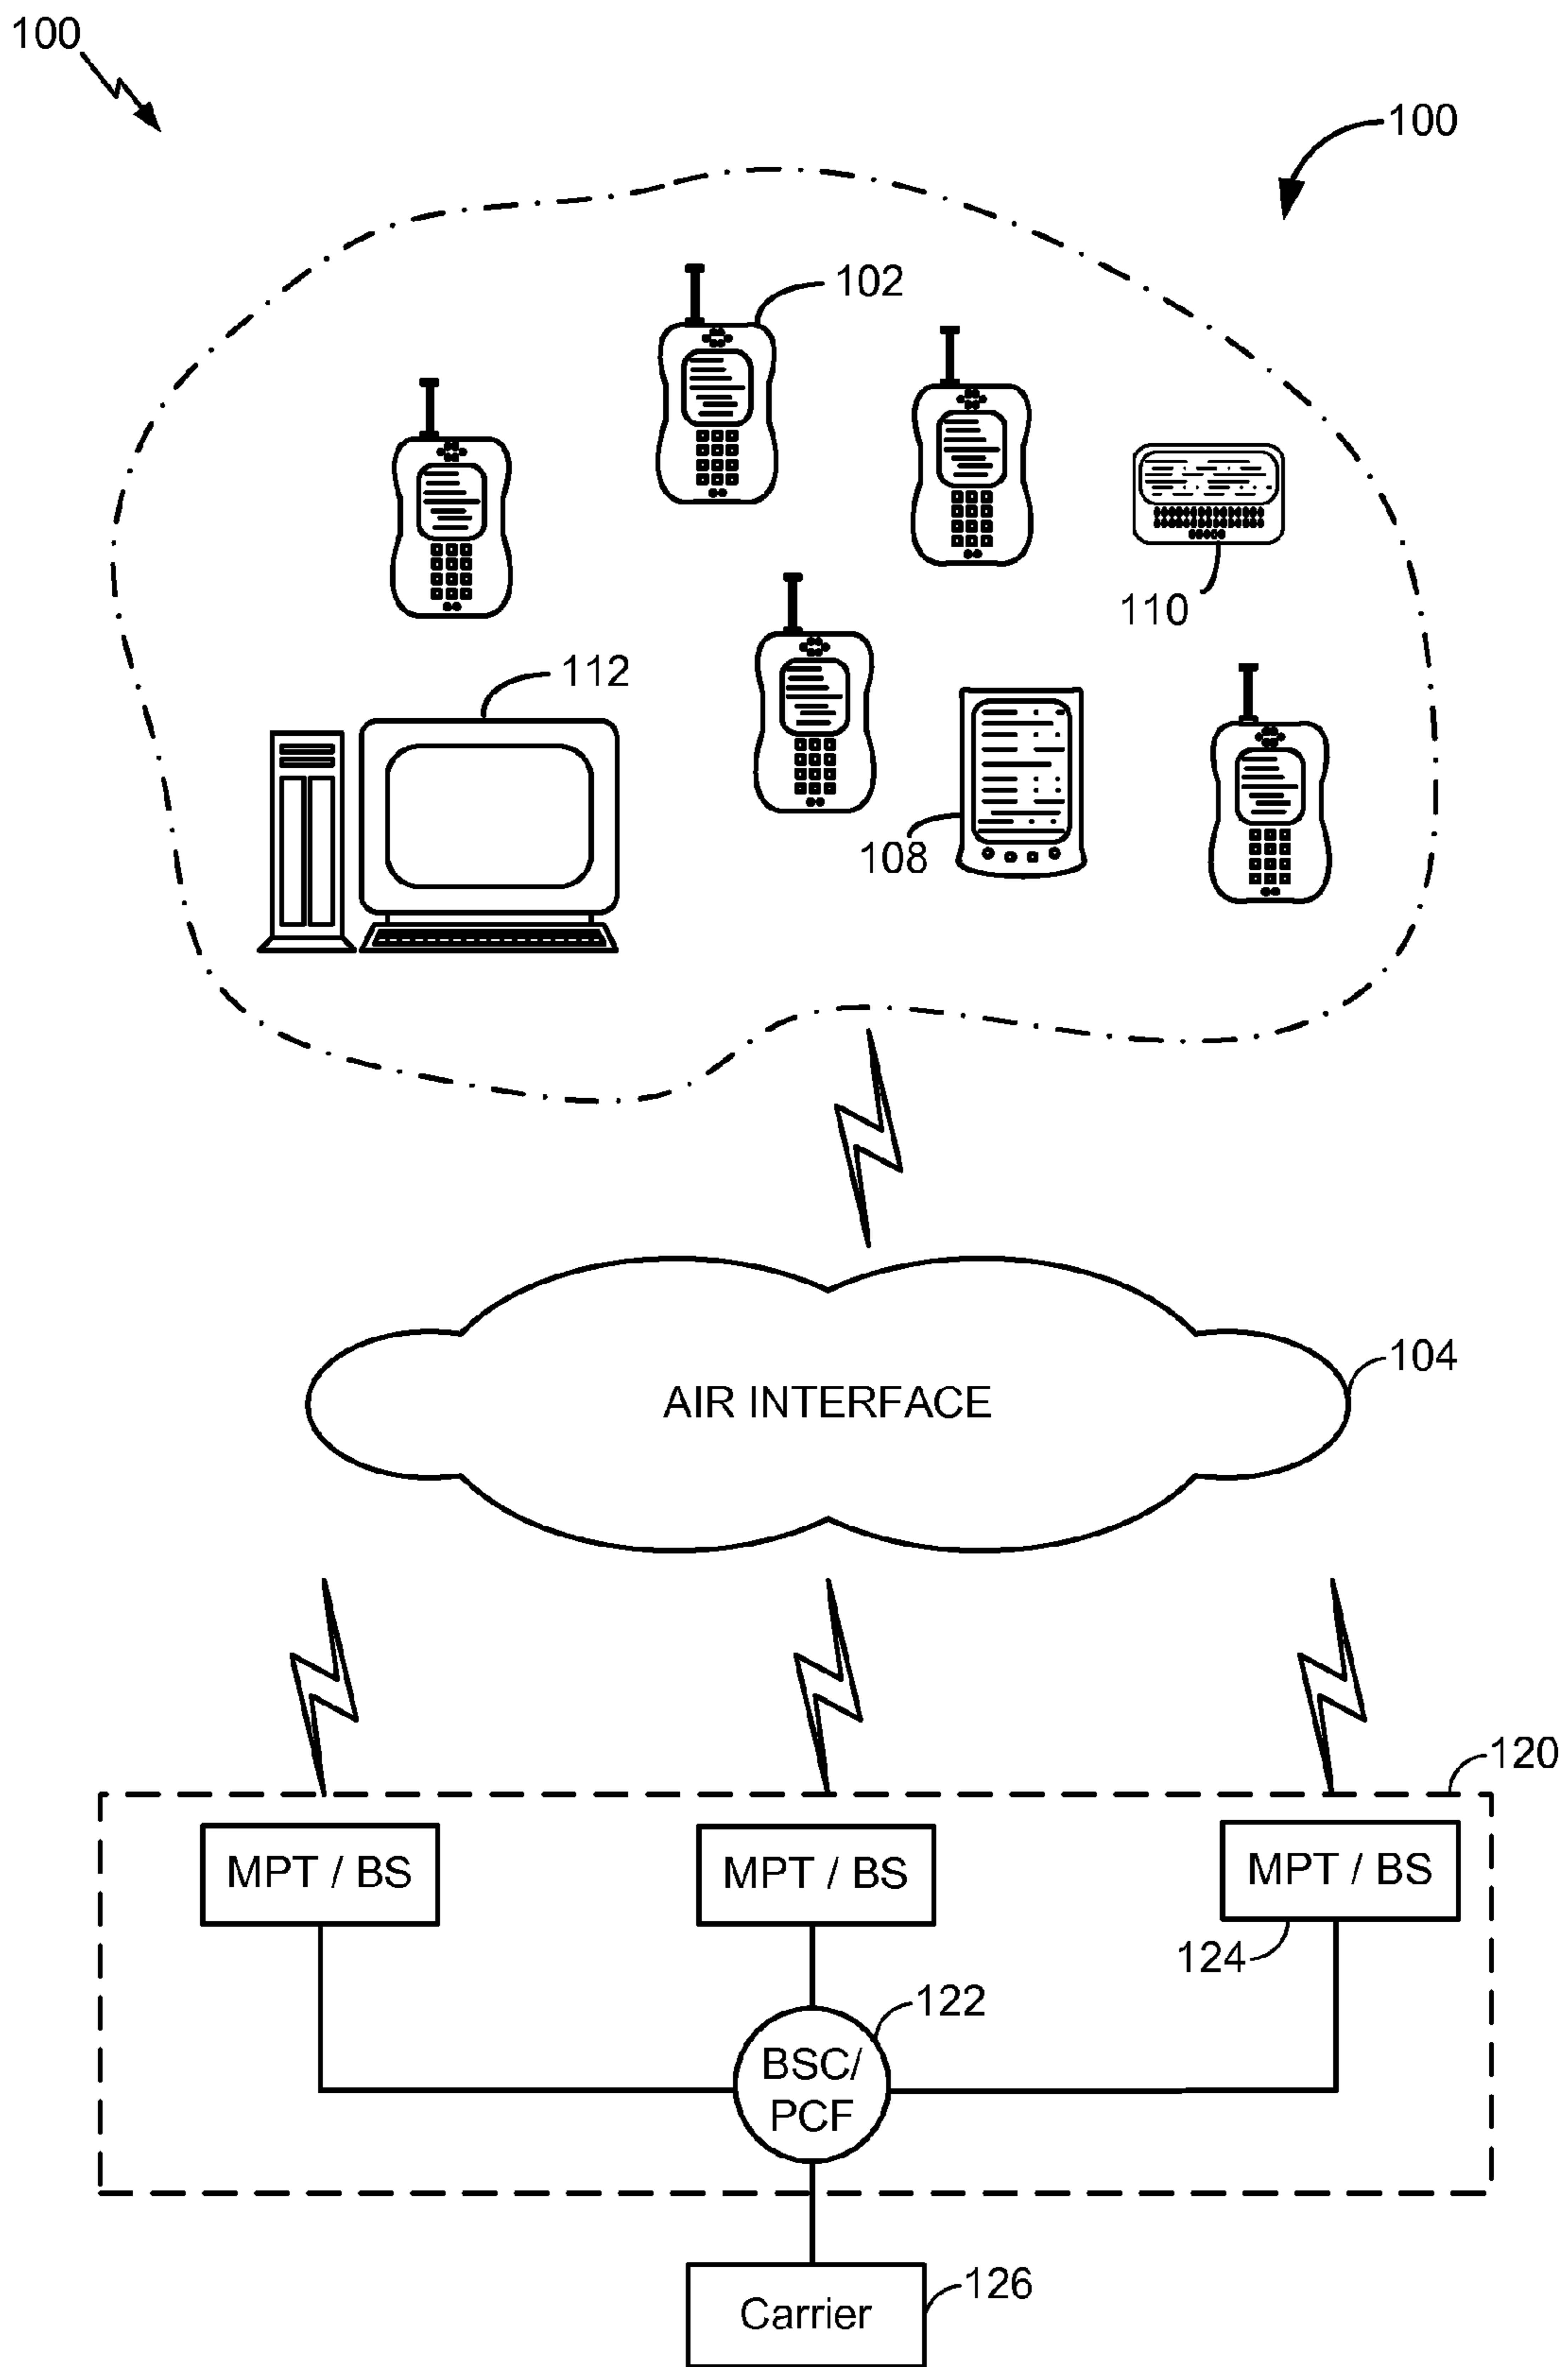 100
100
102
110
112
108
104
AIR INTERFACE
120
MPT / BS
MPT / BS
MPT / BS
124
122
BSC/
PCF
126
Carrier